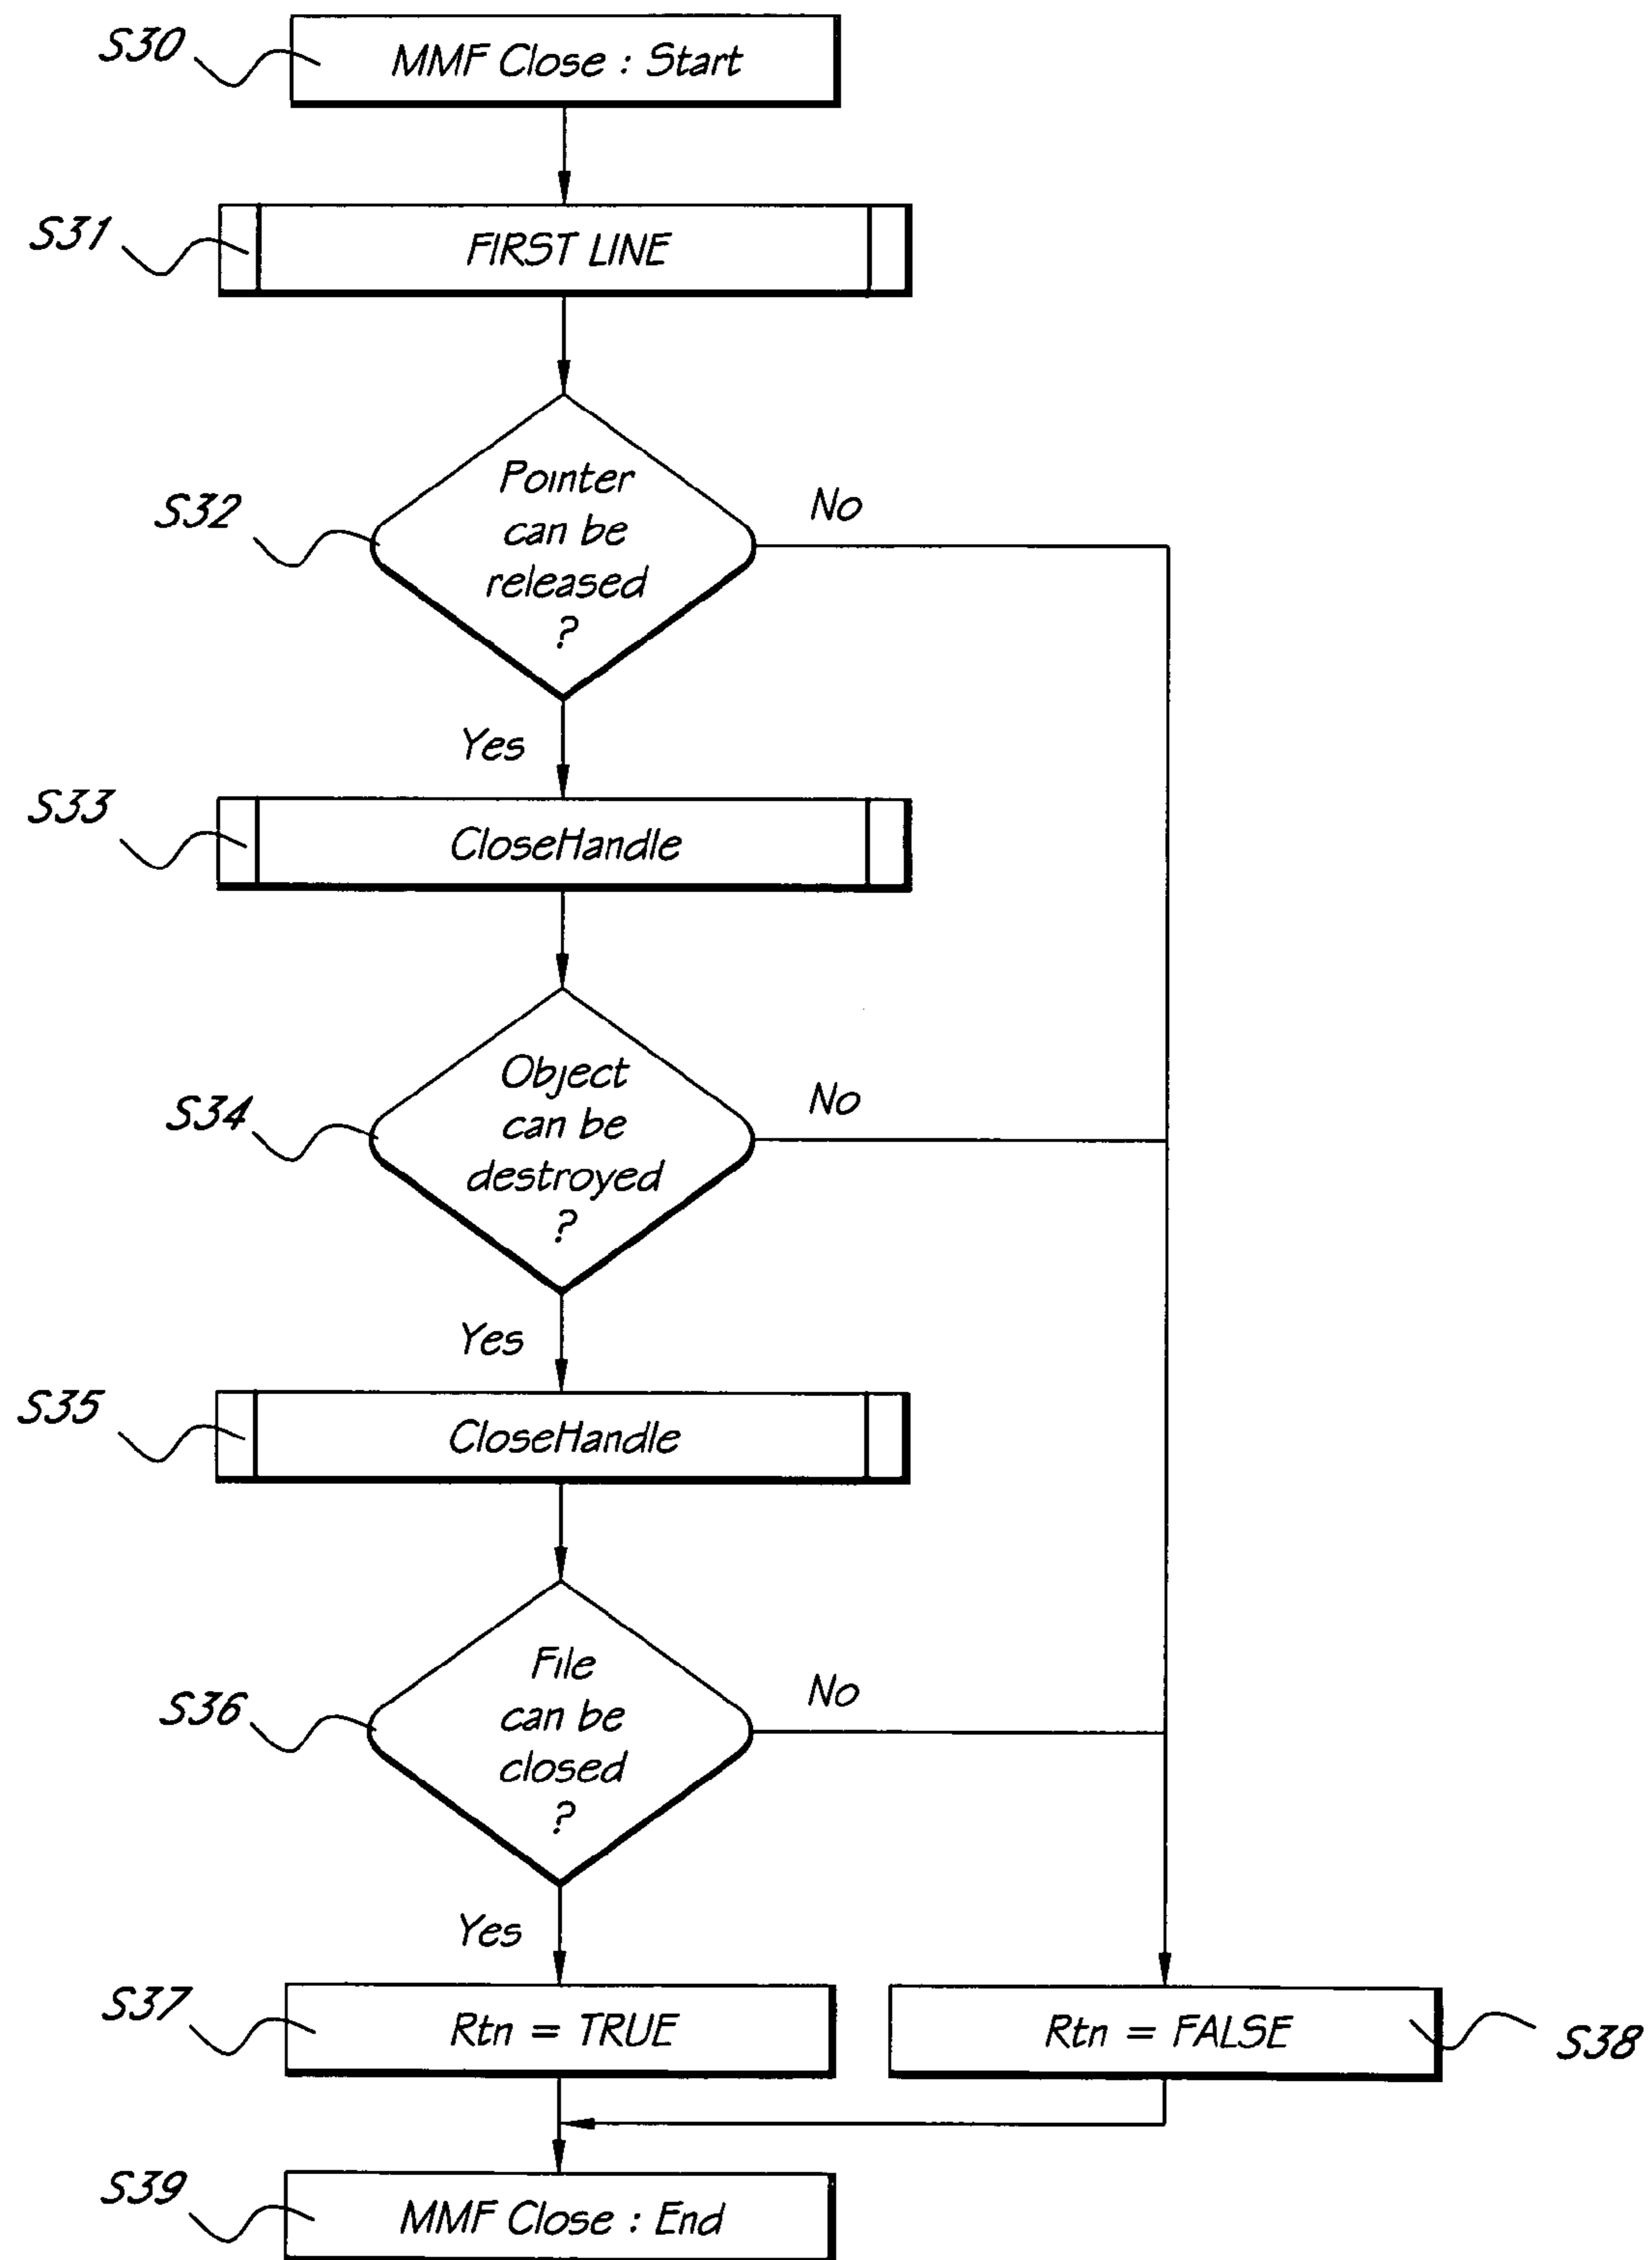 S30
MMF Close : Start
S31
FIRST LINE
S32
Pointer
can be
released
?
No
Yes
S33
CloseHandle
S34
Object
can be
destroyed
?
No
Yes
S35
CloseHandle
S36
File
can be
closed
?
No
Yes
S37
Rtn = TRUE
Rtn = FALSE
S38
S39
MMF Close : End